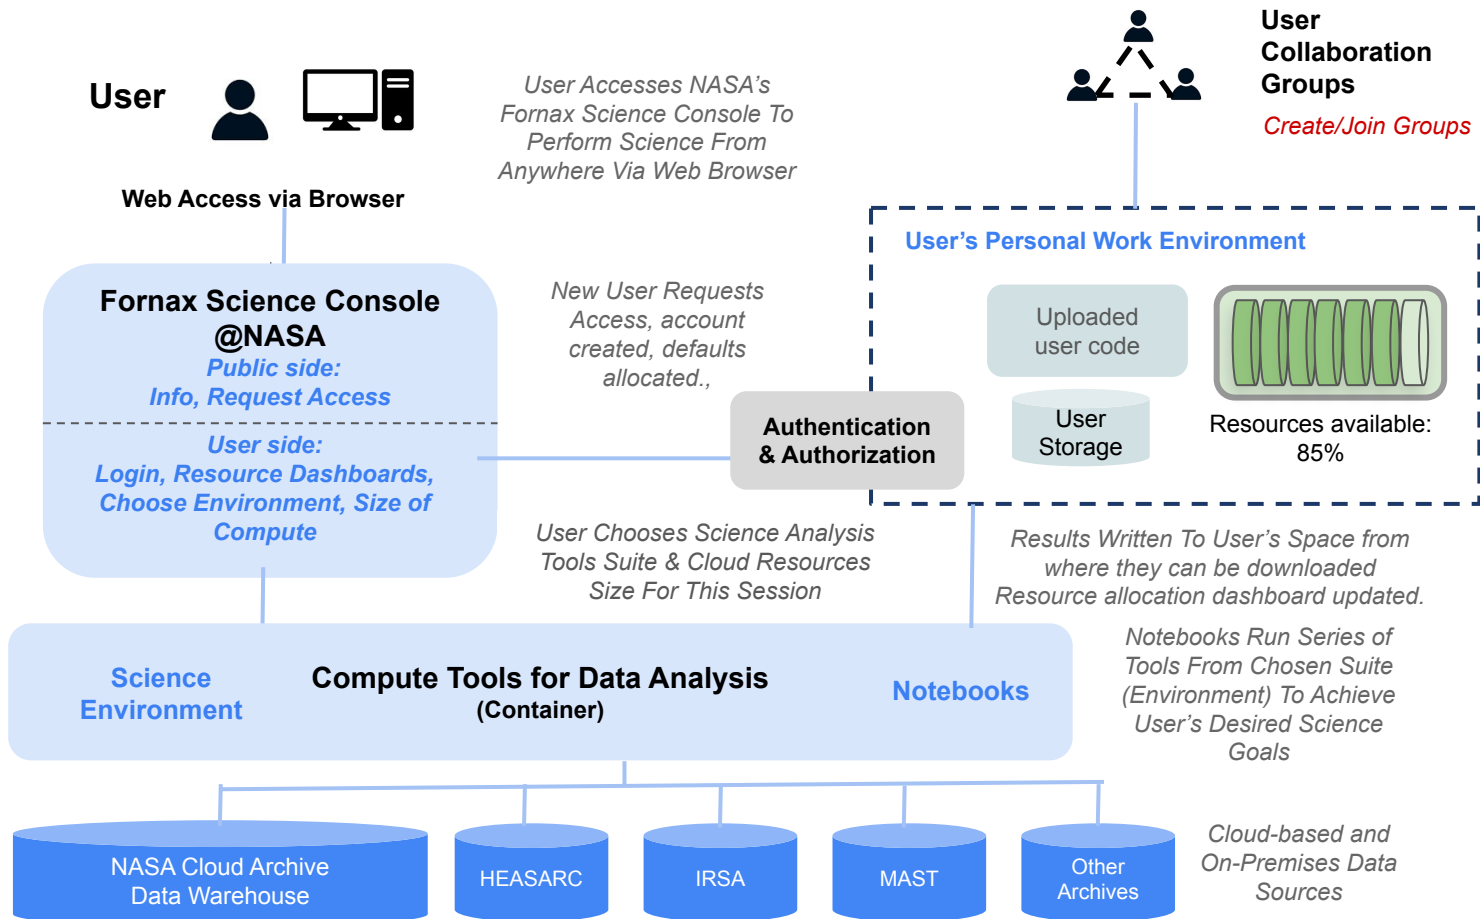 User
User Accesses NASA's
Fornax Science Console To
Perform Science From
Anywhere Via Web Browser
User
Collaboration
Groups
Create/Join Groups
Web Access via Browser
Fornax Science Console
@NASA
Public side:
Info, Request Access
User side:
Login, Resource Dashboards,
Choose Environment, Size of
Compute
New User Requests
Access, account
created, defaults
allocated.,
Authentication
& Authorization
User's Personal Work Environment
Uploaded
user code
User
Storage
Resources available:
85%
User Chooses Science Analysis
Tools Suite & Cloud Resources
Size For This Session
Results Written To User's Space from
where they can be downloaded
Resource allocation dashboard updated.
Science
Environment
Compute Tools for Data Analysis
(Container)
Notebooks
Notebooks Run Series of
Tools From Chosen Suite
(Environment) To Achieve
User's Desired Science
Goals
NASA Cloud Archive
Data Warehouse
HEASARC
IRSA
MAST
Other
Archives
Cloud-based and
On-Premises Data
Sources